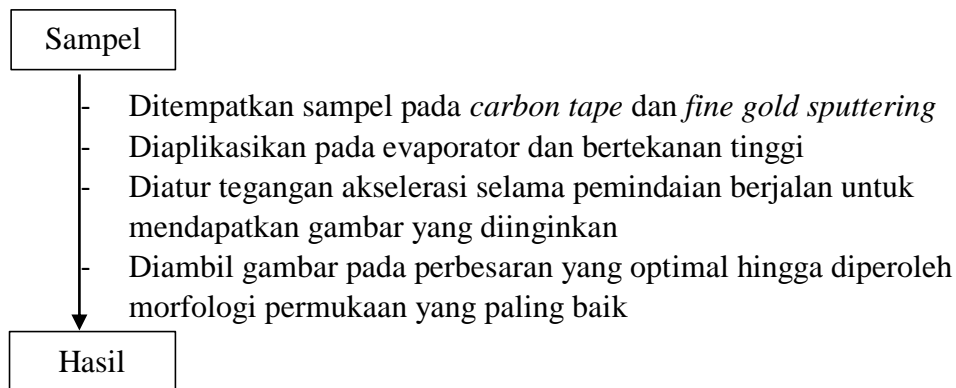 Sampel
- Ditempatkan sampel pada carbon tape dan fine gold sputtering
- Diaplikasikan pada evaporator dan bertekanan tinggi
- Diatur tegangan akselerasi selama pemindaian berjalan untuk
mendapatkan gambar yang diinginkan
- Diambil gambar pada perbesaran yang optimal hingga diperoleh
morfologi permukaan yang paling baik
Hasil